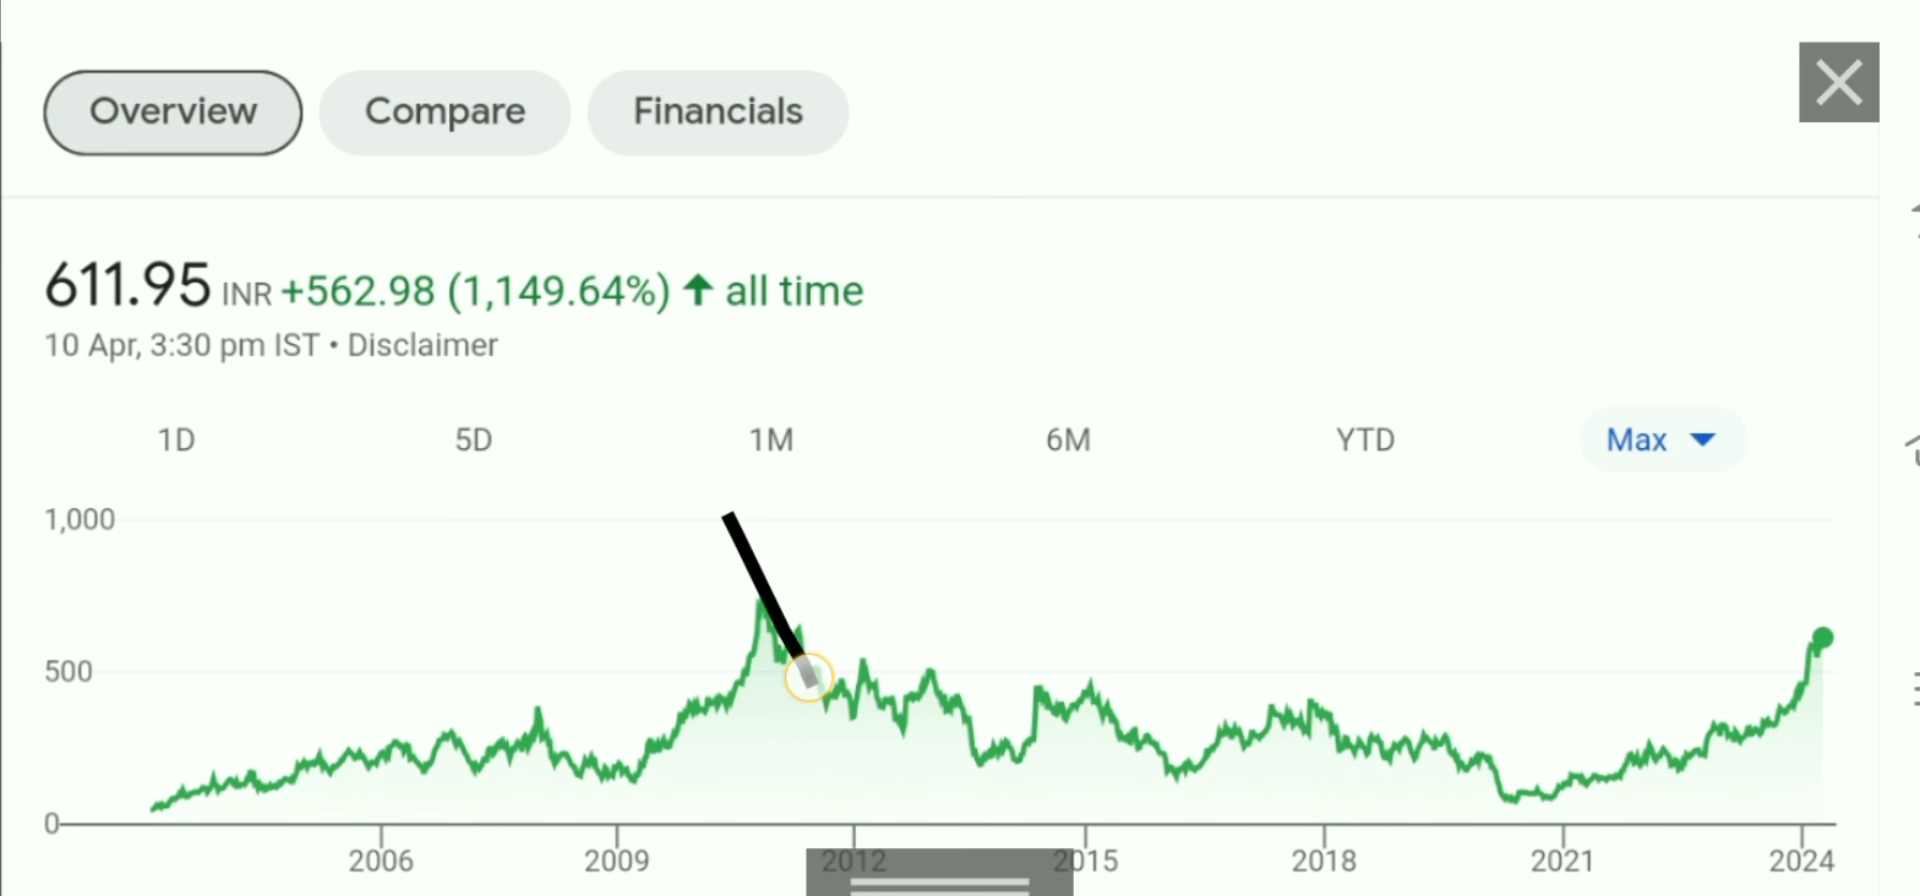 Overview Compare Financials
611.95 INR +562.98 (1,149.64%) ↑ all time
10 Apr, 3:30 pm IST • Disclaimer
1D 5D 1M 6M YTD Max
1,000
500
0
2006 2009 2012 2015 2018 2021 2024